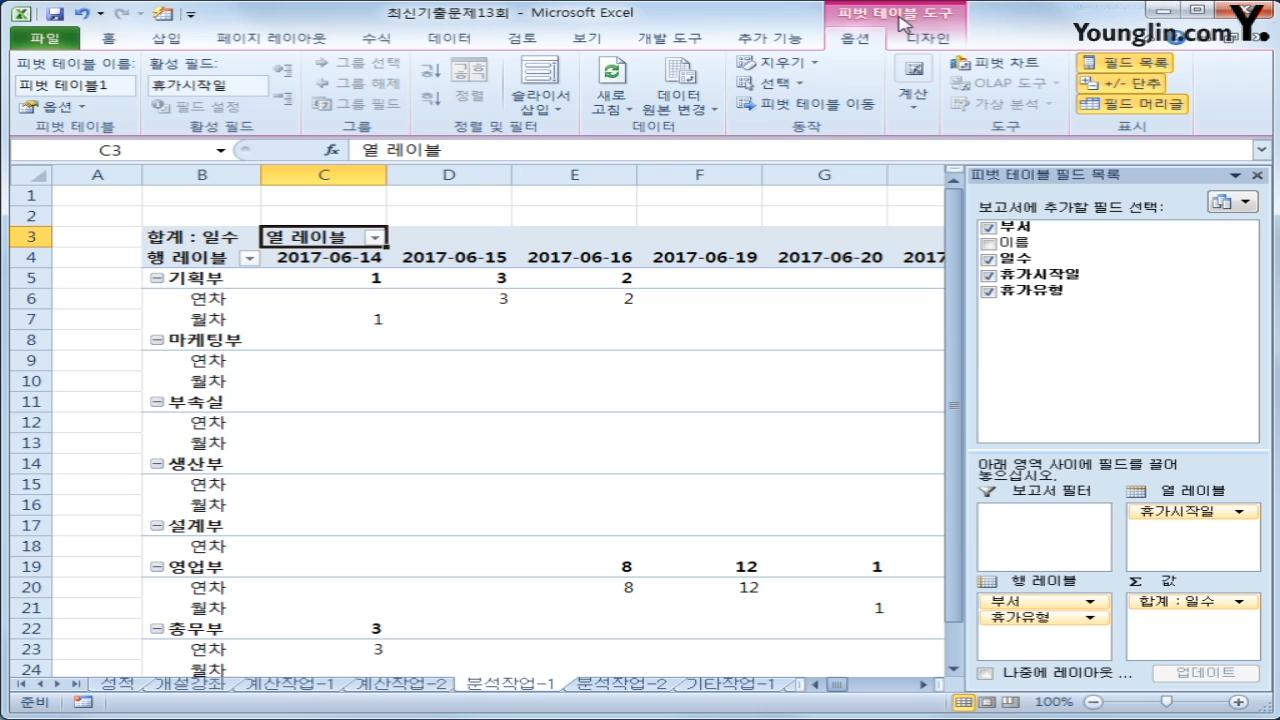 최신기출문제13회 - Microsoft Excel
피벗 테이블 도구
Younglin.com Y.
파일 홈 삽입 페이지 레이아웃 수식 데이터 검토 보기 개발 도구 추가 기능 옵션 디자인
피벗 테이블 이름: 활성 필드: 그룹 선택 지우기 피벗 차트 필드 목록
피벗 테이블1 휴가시작일 그룹 해제 정렬 슬라이서 삽입 새로 고침 데이터 원본 변경 선택 계산 OLAP 도구 +/- 단추
옵션 필드 설정 그룹 필드 피벗 테이블 이동 가상 분석 필드 머리글
피벗 테이블 활성 필드 그룹 정렬 및 필터 데이터 동작 도구 표시
C3 fx 열 레이블
A B C D E F G
1
2
3 합계 : 일수 열 레이블
4 행 레이블 2017-06-14 2017-06-15 2017-06-16 2017-06-19 2017-06-20 2017
5 기획부 1 3 2
6 연차 3 2
7 월차 1
8 마케팅부
9 연차
10 월차
11 부속실
12 연차
13 월차
14 생산부
15 연차
16 월차
17 설계부
18 연차
19 영업부 8 12 1
20 연차 8 12
21 월차 1
22 총무부 3
23 연차 3
24 월차
피벗 테이블 필드 목록
보고서에 추가할 필드 선택:
부서
이름
일수
휴가시작일
휴가유형
아래 영역 사이에 필드를 끌어
놓으십시오.
보고서 필터 열 레이블
휴가시작일
행 레이블 Σ 값
부서 합계 : 일수
휴가유형
나중에 레이아웃 ... 업데이트
성적 개설강좌 계산작업-1 계산작업-2 분석작업-1 분석작업-2 기타작업-1
준비 100%